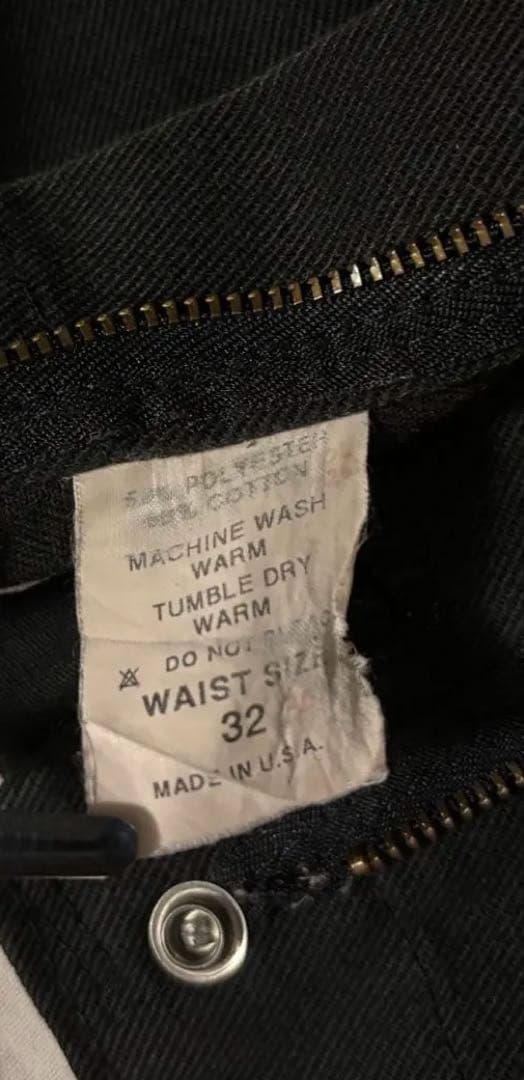 POLYESTER
COTTON
MACHINE WASH
WARM
TUMBLE DRY
WARM
DO NOT
WAIST SIZE
32
MADE IN U.S.A.